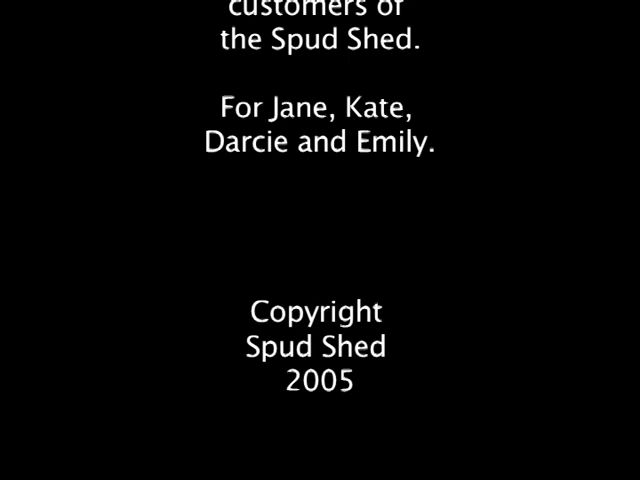 customers of
the Spud Shed.
For Jane, Kate,
Darcie and Emily.
Copyright
Spud Shed
2005